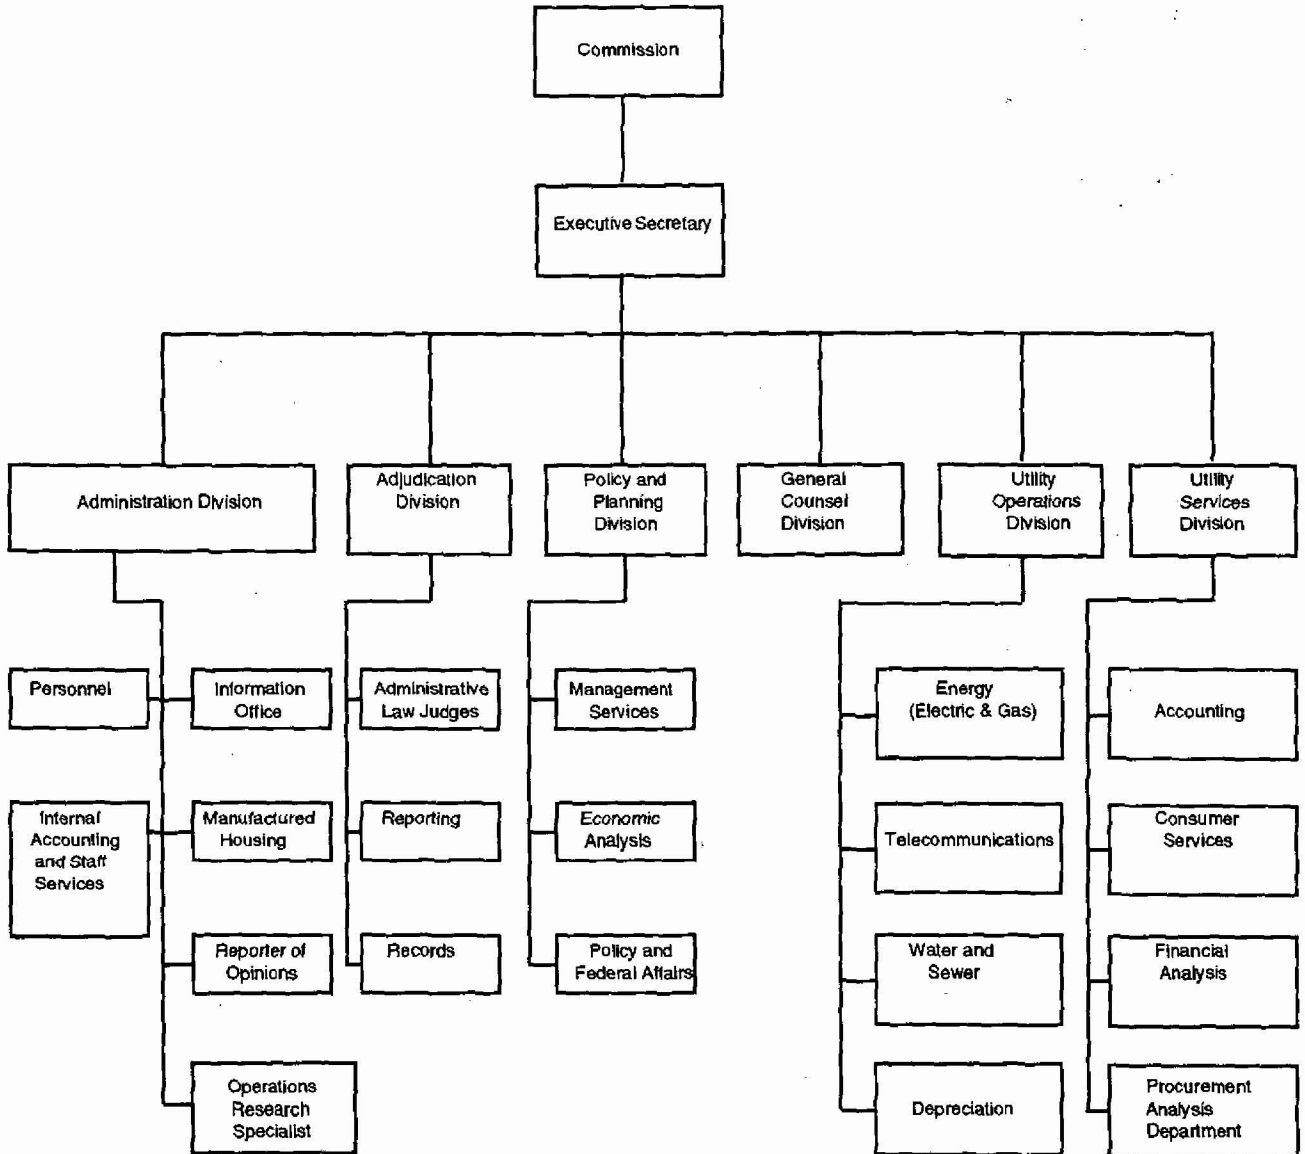 Commission
Executive Secretary
Administration Division
Adjudication
Division
Policy and
Planning
Division
General
Counsel
Division
Utility
Operations
Division
Utility
Services
Division
Personnel
Information
Office
Administrative
Law Judges
Management
Services
Energy
(Electric & Gas)
Accounting
Internal
Accounting
and Staff
Services
Manufactured
Housing
Reporting
Economic
Analysis
Telecommunications
Consumer
Services
Reporter of
Opinions
Records
Policy and
Federal Affairs
Water and
Sewer
Financial
Analysis
Operations
Research
Specialist
Depreciation
Procurement
Analysis
Department